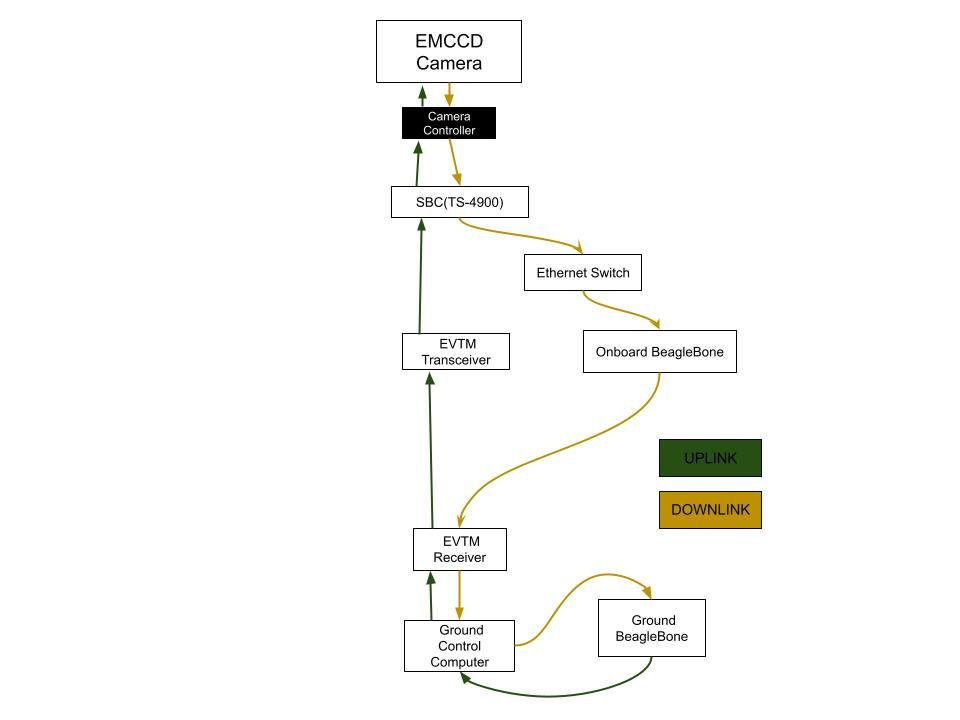 EMCCD
Camera
Camera
Controller
SBC(TS-4900)
Ethernet Switch
EVTM
Transceiver
Onboard BeagleBone
UPLINK
DOWNLINK
EVTM
Receiver
Ground
Control
Computer
Ground
BeagleBone